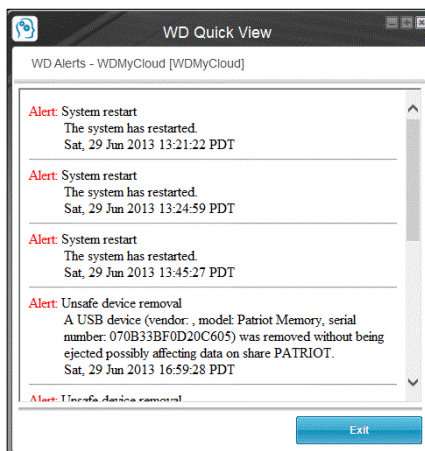 WD Quick View
WD Alerts - WDMyCloud [WDMyCloud]
Alert: System restart
The system has restarted.
Sat, 29 Jun 2013 13:21:22 PDT
Alert: System restart
The system has restarted.
Sat, 29 Jun 2013 13:24:59 PDT
Alert: System restart
The system has restarted.
Sat, 29 Jun 2013 13:45:27 PDT
Alert: Unsafe device removal
A USB device (vendor: , model: Patriot Memory, serial
number: 070B33BF0D20C605) was removed without being
ejected possibly affecting data on share PATRIOT.
Sat, 29 Jun 2013 16:59:28 PDT
Alert: Unsafe device removal
Exit